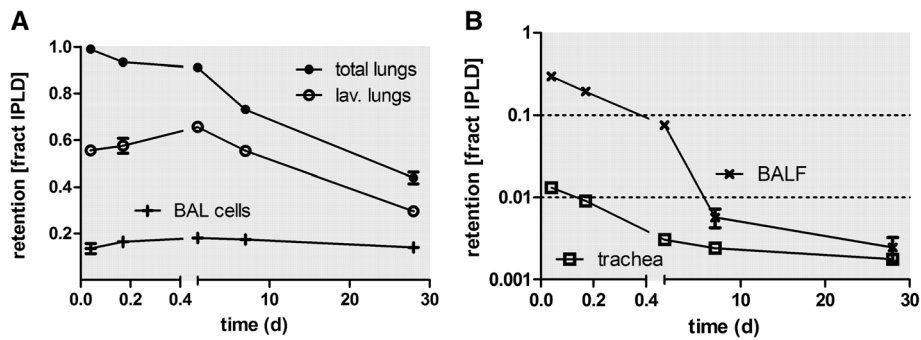 A
retention [fract IPLD]
1.0
0.8
0.6
0.4
0.2
total lungs
lav. lungs
BAL cells
0.0 0.2 0.4 10 20 30
time (d)
B
retention [fract IPLD]
1
0.1
0.01
0.001
BALF
trachea
0.0 0.2 0.4 10 20 30
time (d)